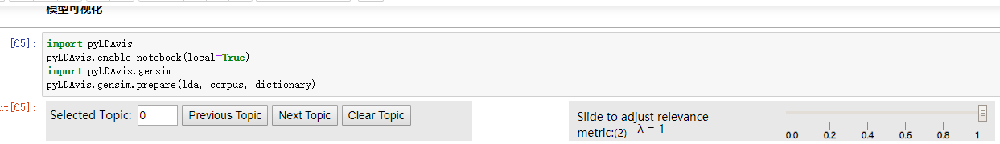 模型可视化
[65]:
import pyLDAvis
pyLDAvis.enable_notebook(local=True)
import pyLDAvis.gensim
pyLDAvis.gensim.prepare(lda, corpus, dictionary)
ut[65]:
Selected Topic: 0 Previous Topic Next Topic Clear Topic
Slide to adjust relevance
metric:(2) λ = 1
0.0 0.2 0.4 0.6 0.8 1